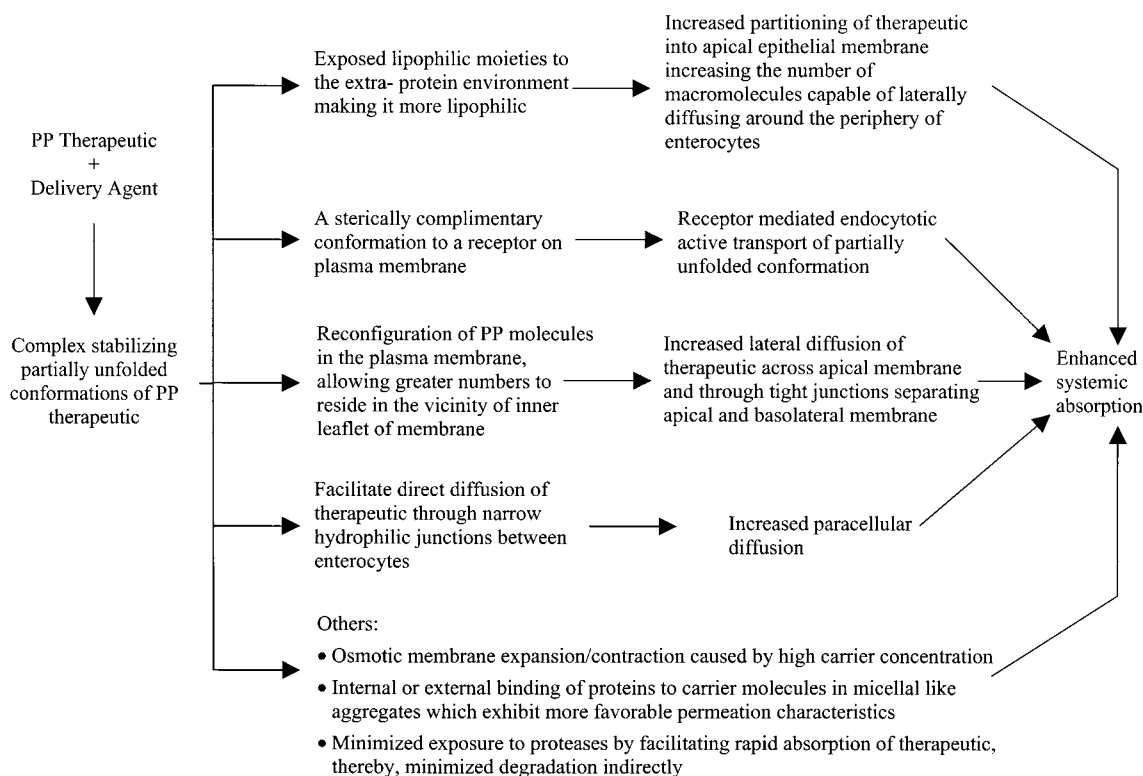 PP Therapeutic
+
Delivery Agent
Complex stabilizing
partially unfolded
conformations of PP
therapeutic
Exposed lipophilic moieties to
the extra- protein environment
making it more lipophilic
Increased partitioning of therapeutic
into apical epithelial membrane
increasing the number of
macromolecules capable of laterally
diffusing around the periphery of
enterocytes
A sterically complimentary
conformation to a receptor on
plasma membrane
Receptor mediated endocytotic
active transport of partially
unfolded conformation
Reconfiguration of PP molecules
in the plasma membrane,
allowing greater numbers to
reside in the vicinity of inner
leaflet of membrane
Increased lateral diffusion of
therapeutic across apical membrane
and through tight junctions separating
apical and basolateral membrane
Facilitate direct diffusion of
therapeutic through narrow
hydrophilic junctions between
enterocytes
Increased paracellular
diffusion
Others:
• Osmotic membrane expansion/contraction caused by high carrier concentration
• Internal or external binding of proteins to carrier molecules in micellal like
aggregates which exhibit more favorable permeation characteristics
• Minimized exposure to proteases by facilitating rapid absorption of therapeutic,
thereby, minimized degradation indirectly
Enhanced
systemic
absorption